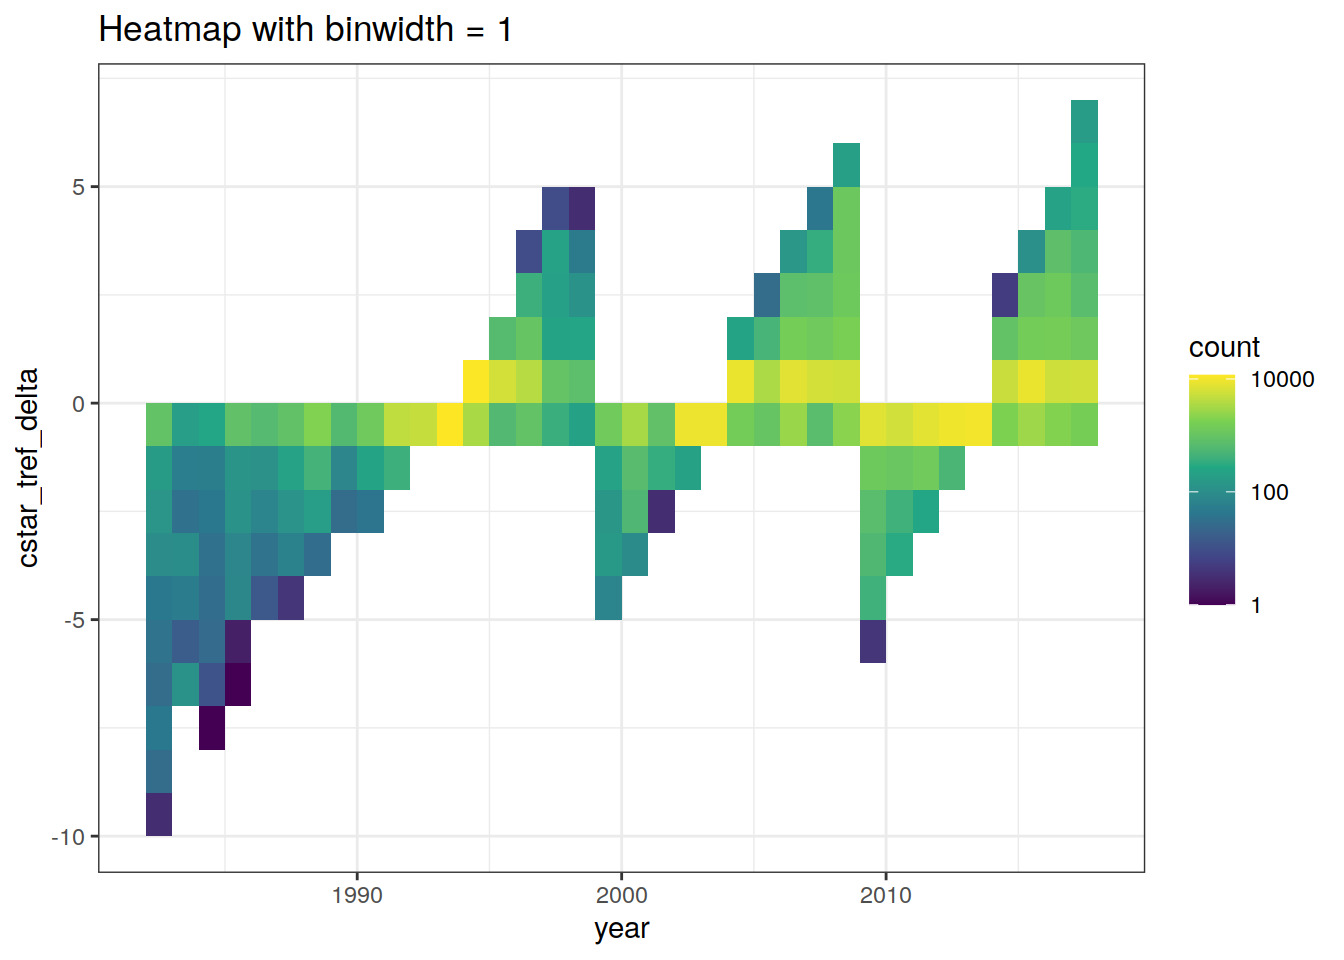 Heatmap with binwidth = 1
cstar_tref_delta
5
0
-5
-10
1990
2000
2010
year
count
10000
100
1